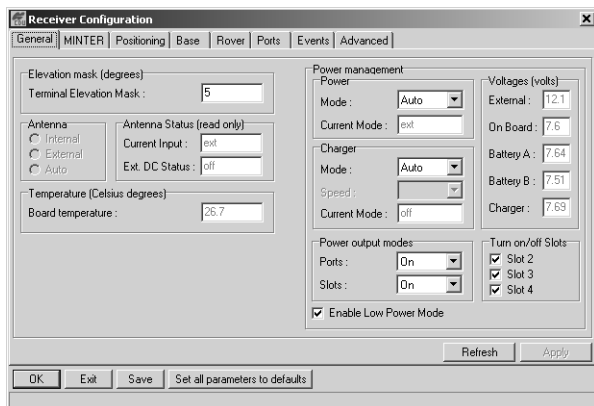 Receiver Configuration
General MINTER Positioning Base Rover Ports Events Advanced
Elevation mask (degrees)
Terminal Elevation Mask : 5
Antenna
Internal
External
Auto
Antenna Status (read only)
Current Input : ext
Ext. DC Status : off
Temperature (Celsius degrees)
Board temperature : 26.7
Power management
Power
Mode : Auto
Current Mode : ext
Charger
Mode : Auto
Speed :
Current Mode : off
Voltages (volts)
External : 12.1
On Board : 7.6
Battery A : 7.64
Battery B : 7.51
Charger : 7.69
Power output modes
Ports : On
Slots : On
Turn on/off Slots
Slot 2
Slot 3
Slot 4
Enable Low Power Mode
Refresh Apply
OK Exit Save Set all parameters to defaults